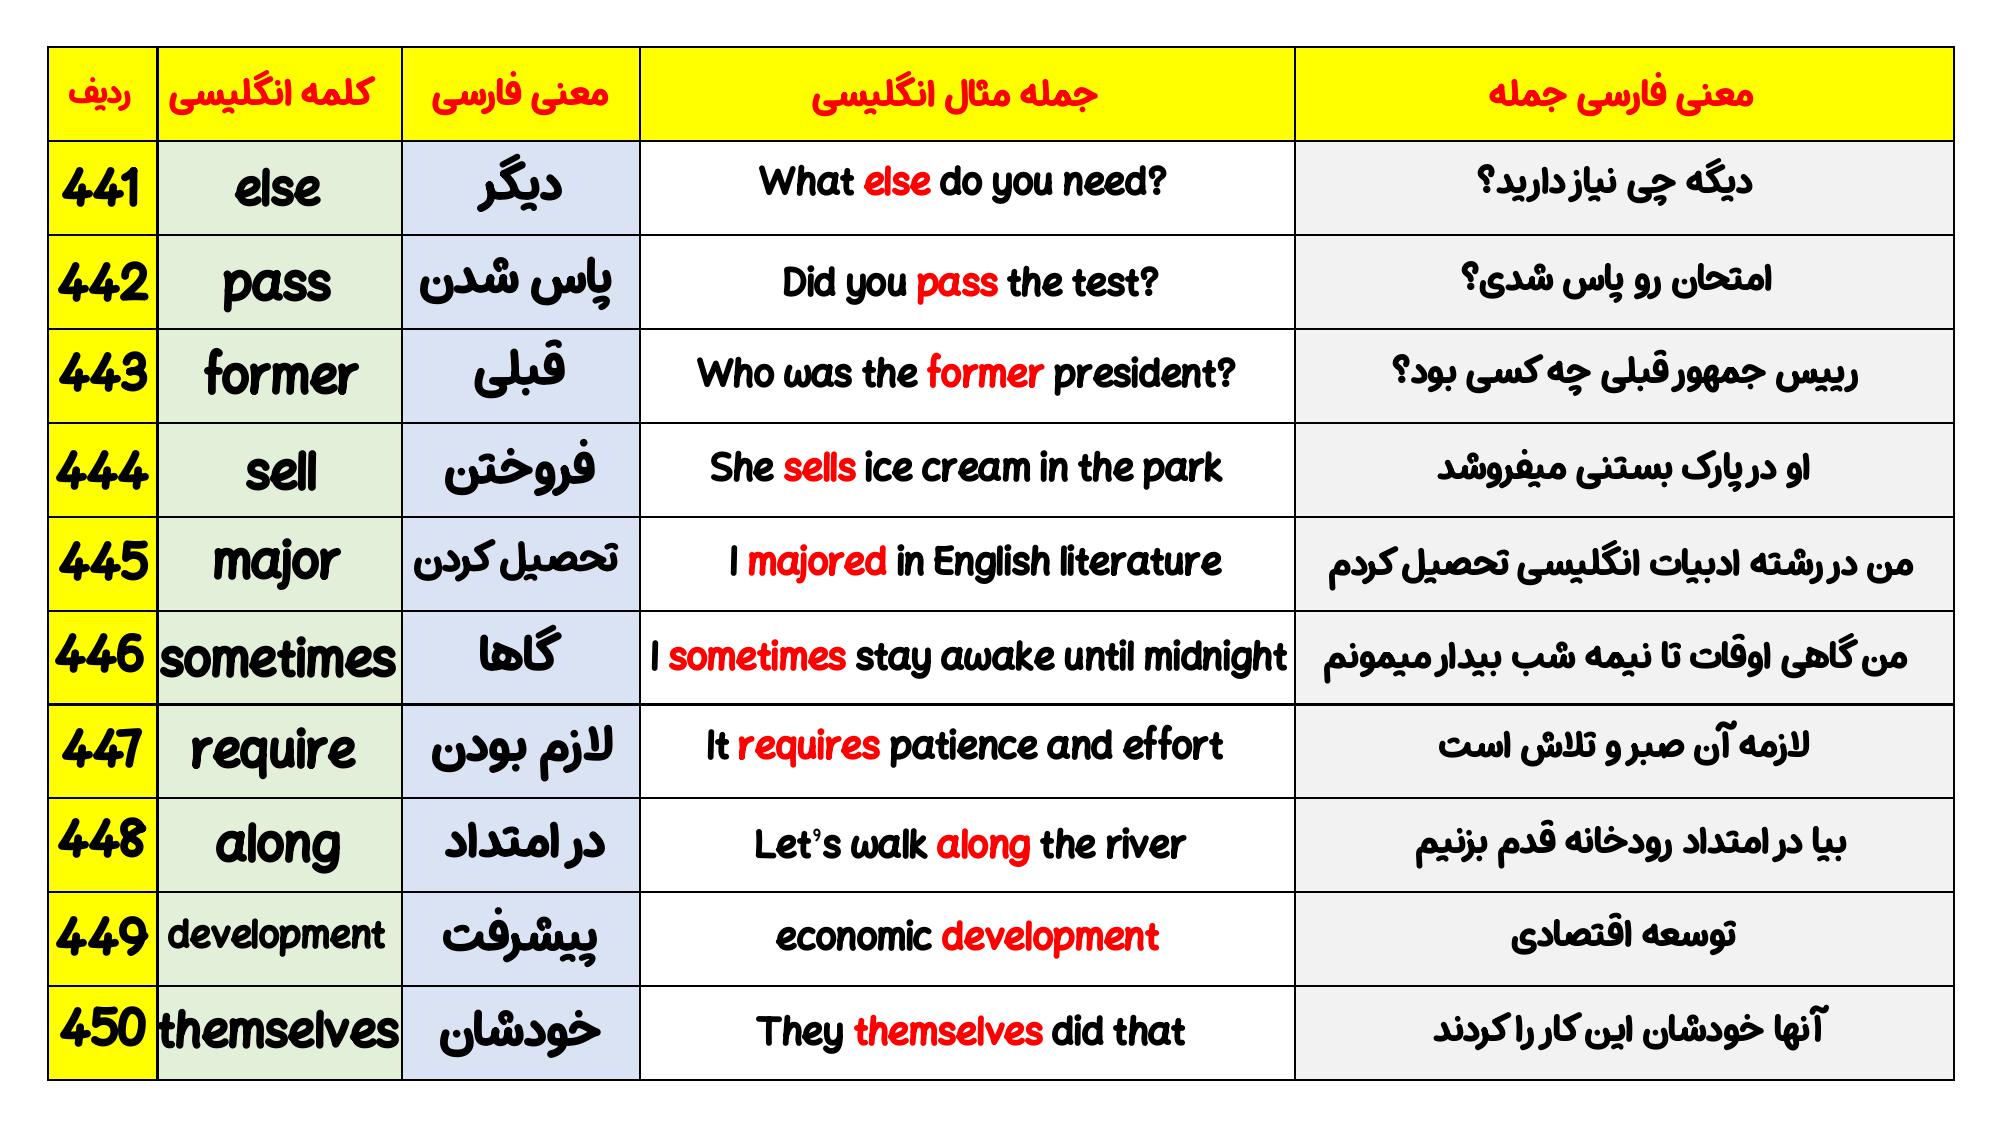 ردیف کلمه انگلیسی معنی فارسی جمله مثال انگلیسی معنی فارسی جمله
441 else دیگر What else do you need? دیگه چی نیاز دارید؟
442 pass پاس شدن Did you pass the test? امتحان رو پاس شدی؟
443 former قبلی Who was the former president? رییس جمهور قبلی چه کسی بود؟
444 sell فروختن She sells ice cream in the park او در پارک بستنی میفروشد
445 major تحصیل کردن I majored in English literature من در رشته ادبیات انگلیسی تحصیل کردم
446 sometimes گاها I sometimes stay awake until midnight من گاهی اوقات تا نیمه شب بیدار میمونم
447 require لازم بودن It requires patience and effort لازمه آن صبر و تلاش است
448 along در امتداد Let’s walk along the river بیا در امتداد رودخانه قدم بزنیم
449 development پیشرفت economic development توسعه اقتصادی
450 themselves خودشان They themselves did that آنها خودشان این کار را کردند